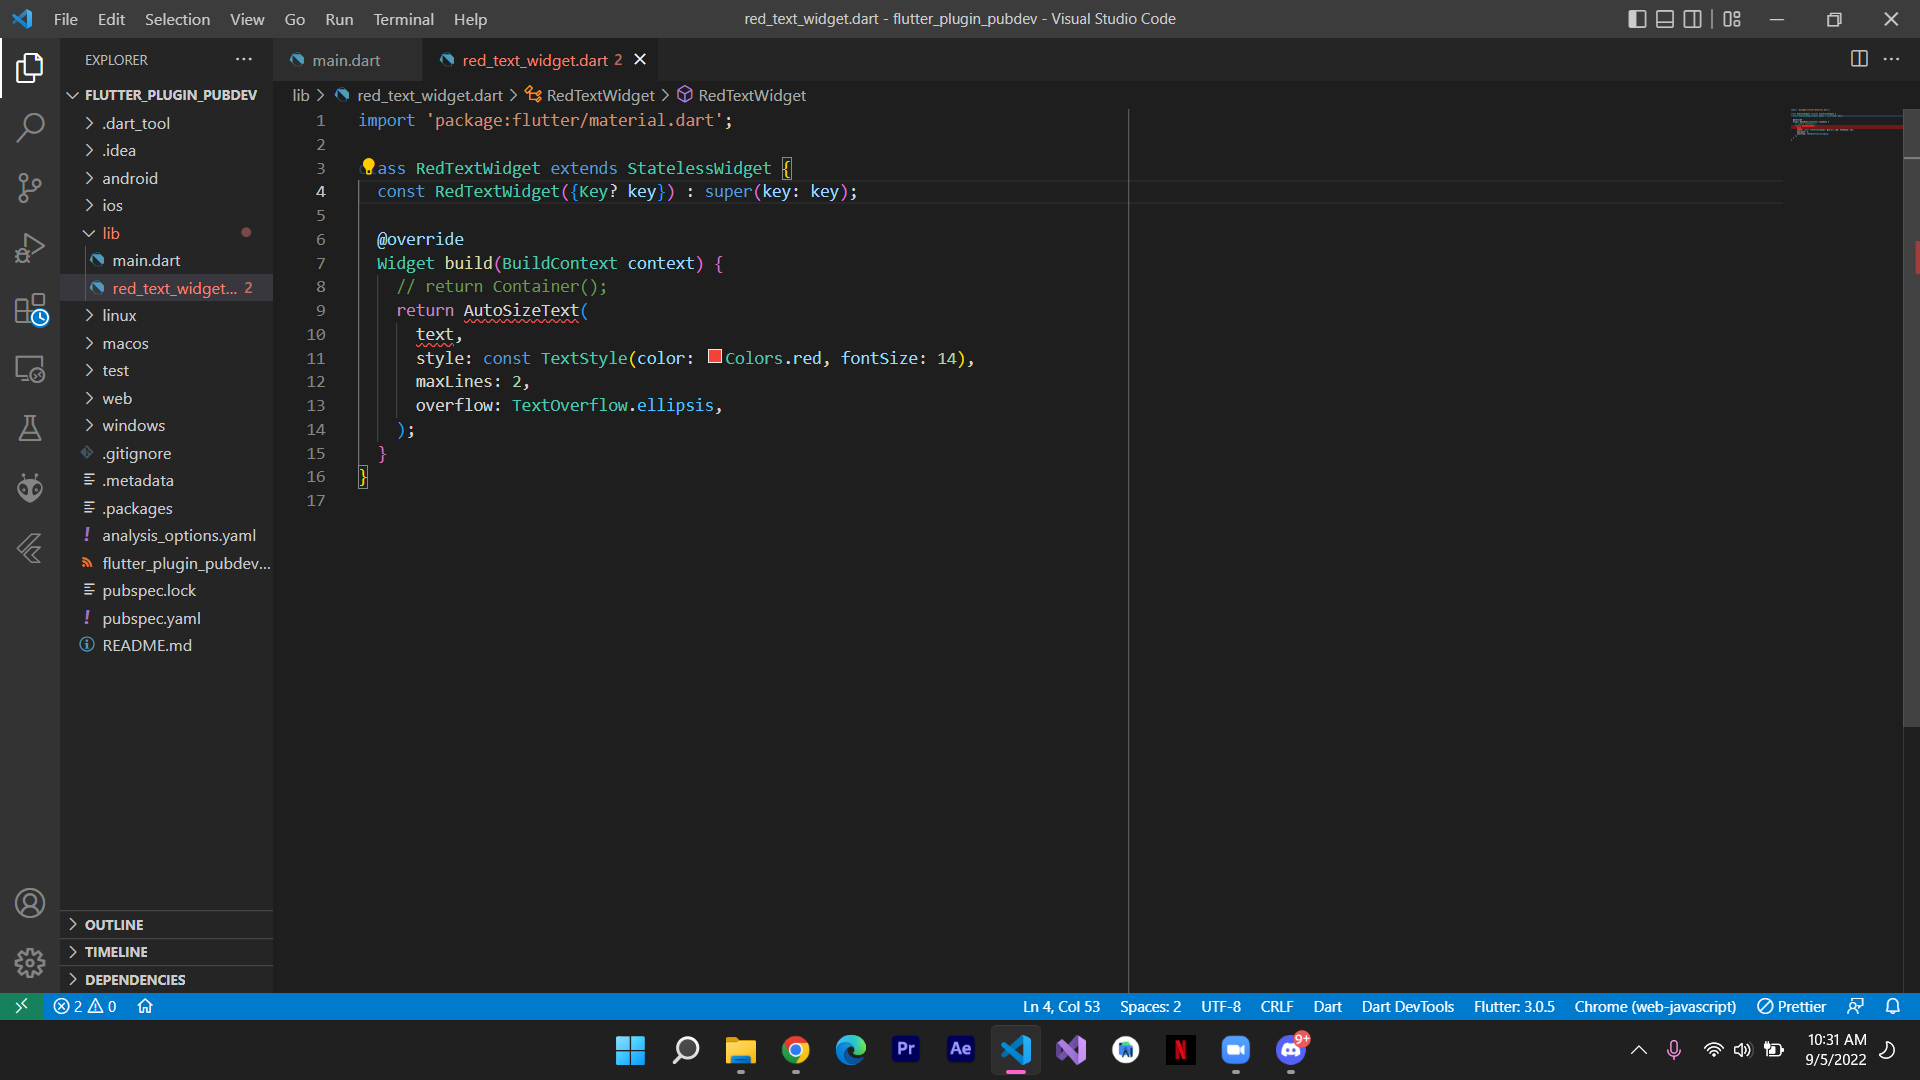 File Edit Selection View Go Run Terminal Help
red_text_widget.dart - flutter_plugin_pubdev - Visual Studio Code
EXPLORER
FLUTTER_PLUGIN_PUBDEV
.dart_tool
.idea
android
ios
lib
main.dart
red_text_widget... 2
linux
macos
test
web
windows
.gitignore
.metadata
.packages
analysis_options.yaml
flutter_plugin_pubdev...
pubspec.lock
pubspec.yaml
README.md
OUTLINE
TIMELINE
DEPENDENCIES
main.dart
red_text_widget.dart 2
lib > red_text_widget.dart > RedTextWidget > RedTextWidget
1 import 'package:flutter/material.dart';
2
3 ass RedTextWidget extends StatelessWidget {
4 const RedTextWidget({Key? key}) : super(key: key);
5
6 @override
7 Widget build(BuildContext context) {
8 // return Container();
9 return AutoSizeText(
10 text,
11 style: const TextStyle(color: Colors.red, fontSize: 14),
12 maxLines: 2,
13 overflow: TextOverflow.ellipsis,
14 );
15 }
16 }
17
2 0
Ln 4, Col 53 Spaces: 2 UTF-8 CRLF Dart Dart DevTools Flutter: 3.0.5 Chrome (web-javascript) Prettier
Pr Ae N 9+
10:31 AM
9/5/2022